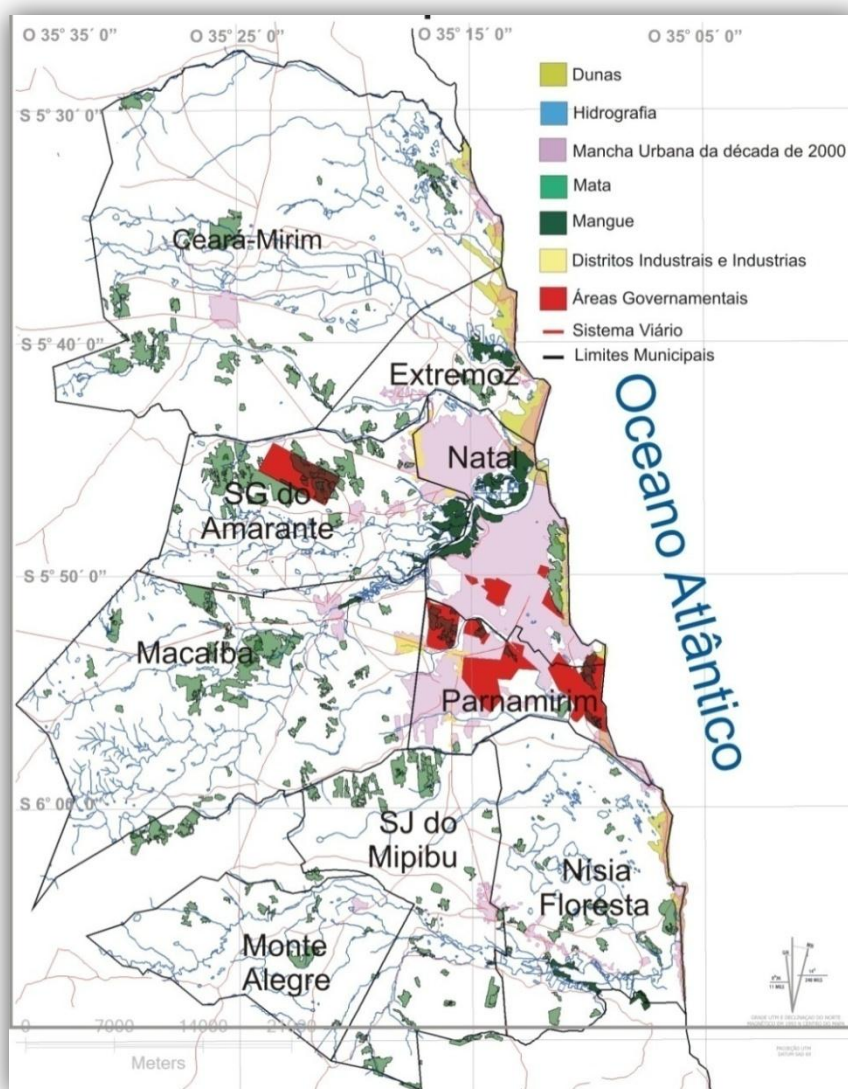 O 35° 35´ 0”
O 35° 25´ 0”
O 35° 15´ 0”
O 35° 05´ 0”
S 5° 30´ 0”
S 5° 40´ 0”
S 5° 50´ 0”
S 6° 00´ 0”
Dunas
Hidrografia
Mancha Urbana da década de 2000
Mata
Mangue
Distritos Industrais e Industrias
Áreas Governamentais
Sistema Viário
Limites Municipais
Ceará-Mirim
Extremoz
Natal
SG do
Amarante
Macaíba
Parnamirim
SJ do
Mipibu
Nísia
Floresta
Monte
Alegre
Oceano Atlântico
0 7000 14000 21000
Meters